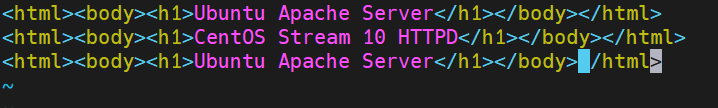 <html><body><h1>Ubuntu Apache Server</h1></body></html>
<html><body><h1>CentOS Stream 10 HTTPD</h1></body></html>
<html><body><h1>Ubuntu Apache Server</h1></body></html>
~